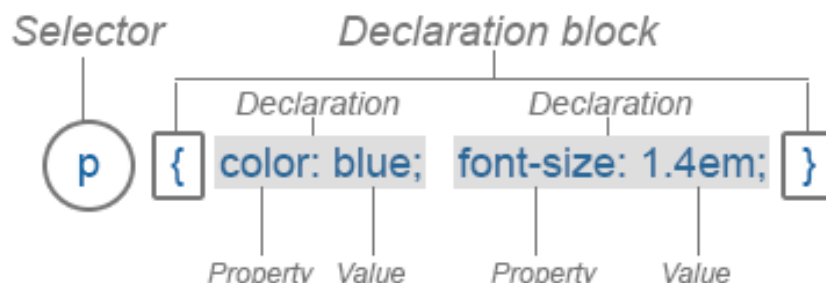 Selector Declaration block
Declaration Declaration
p { color: blue; font-size: 1.4em; }
Property Value Property Value